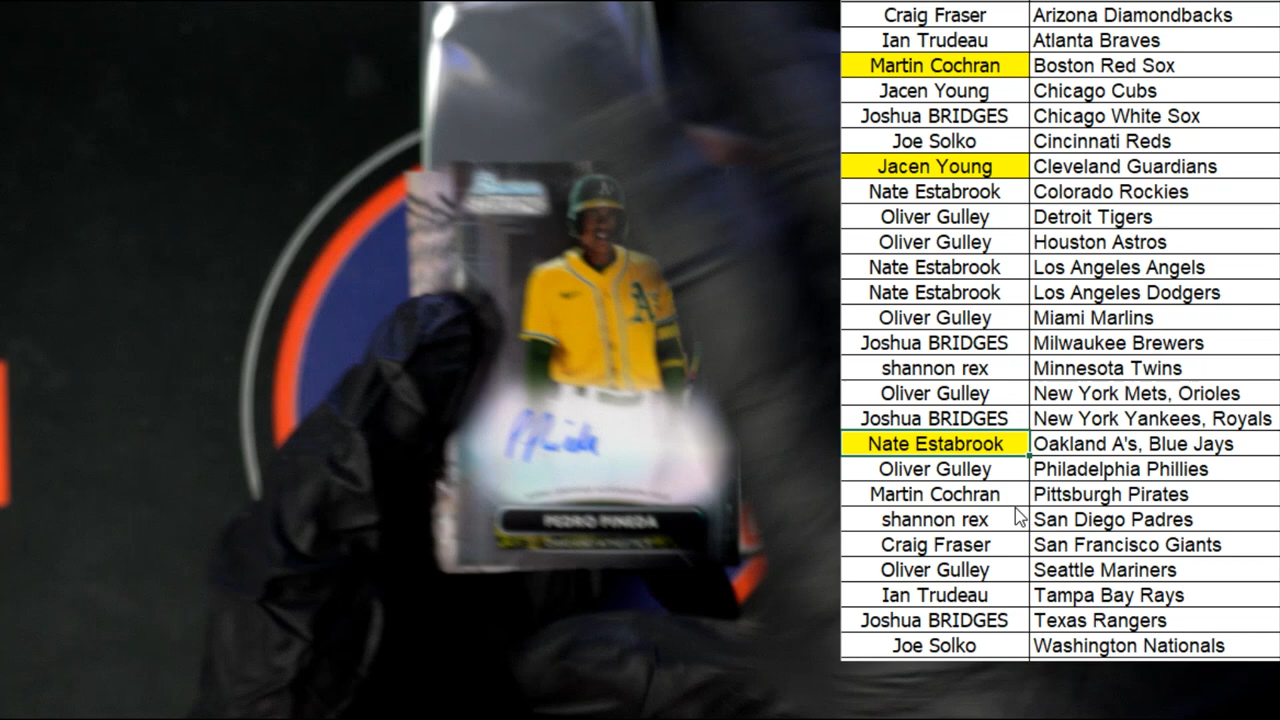 PEDRO PINEDA
Craig Fraser Arizona Diamondbacks
Ian Trudeau Atlanta Braves
Martin Cochran Boston Red Sox
Jacen Young Chicago Cubs
Joshua BRIDGES Chicago White Sox
Joe Solko Cincinnati Reds
Jacen Young Cleveland Guardians
Nate Estabrook Colorado Rockies
Oliver Gulley Detroit Tigers
Oliver Gulley Houston Astros
Nate Estabrook Los Angeles Angels
Nate Estabrook Los Angeles Dodgers
Oliver Gulley Miami Marlins
Joshua BRIDGES Milwaukee Brewers
shannon rex Minnesota Twins
Oliver Gulley New York Mets, Orioles
Joshua BRIDGES New York Yankees, Royals
Nate Estabrook Oakland A's, Blue Jays
Oliver Gulley Philadelphia Phillies
Martin Cochran Pittsburgh Pirates
shannon rex San Diego Padres
Craig Fraser San Francisco Giants
Oliver Gulley Seattle Mariners
Ian Trudeau Tampa Bay Rays
Joshua BRIDGES Texas Rangers
Joe Solko Washington Nationals